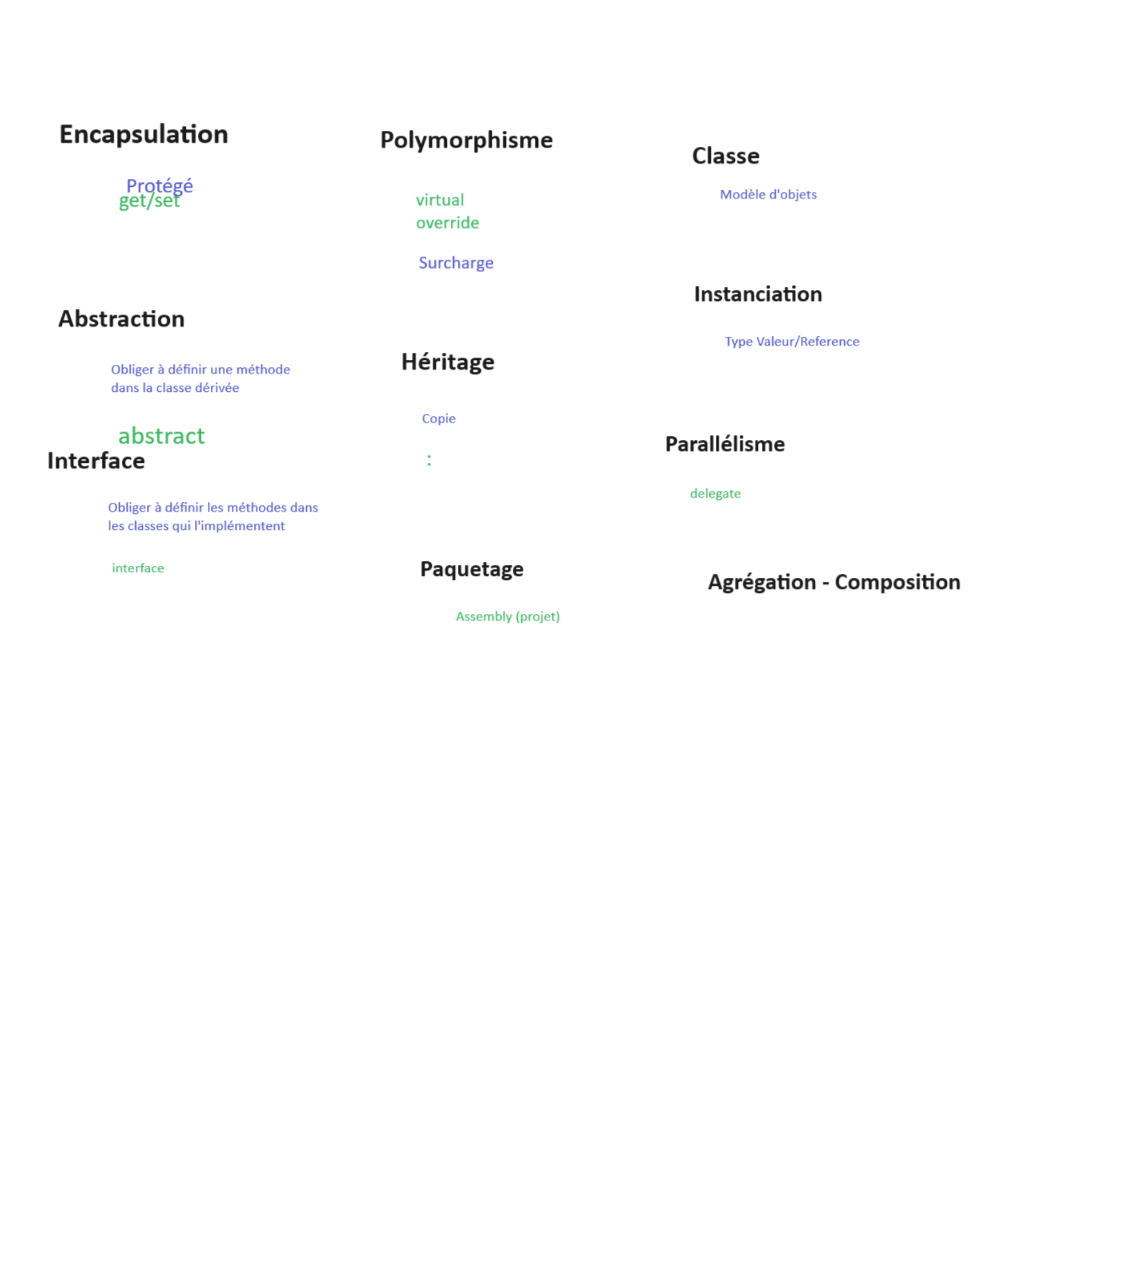 Encapsulation
Protégé
get/set
Abstraction
Obliger à définir une méthode
dans la classe dérivée
abstract
Interface
Obliger à définir les méthodes dans
les classes qui l'implémentent
interface
Polymorphisme
virtual
override
Surcharge
Héritage
Copie
:
Paquetage
Assembly (projet)
Classe
Modèle d'objets
Instanciation
Type Valeur/Reference
Parallélisme
delegate
Agrégation - Composition